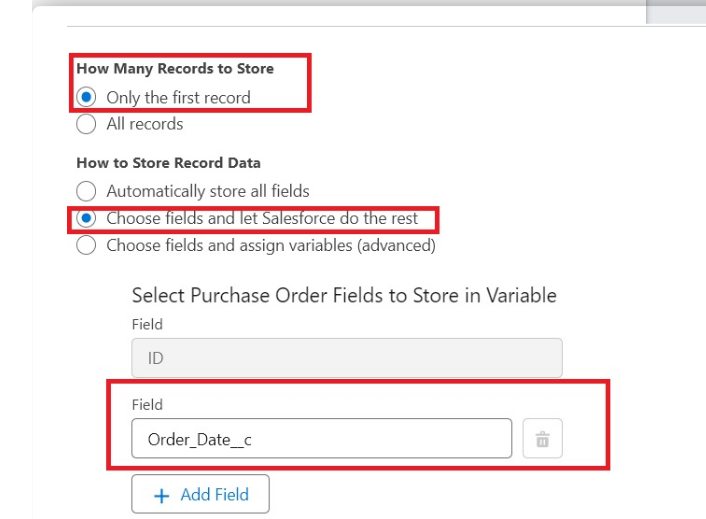 How Many Records to Store
Only the first record
All records
How to Store Record Data
Automatically store all fields
Choose fields and let Salesforce do the rest
Choose fields and assign variables (advanced)
Select Purchase Order Fields to Store in Variable
Field
ID
Field
Order_Date__c
+ Add Field